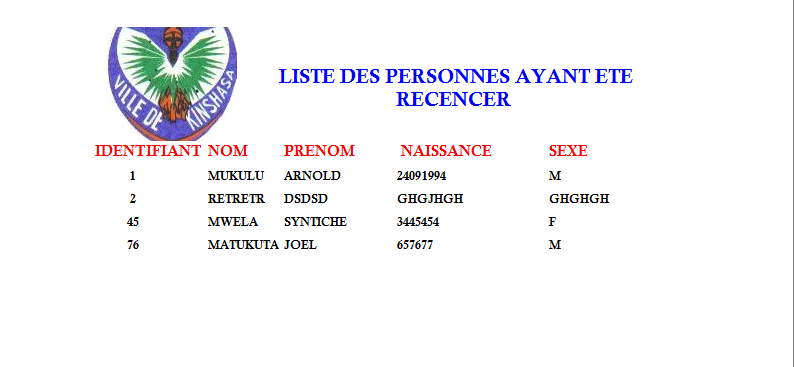 VILLE DE KINSHASA
LISTE DES PERSONNES AYANT ETE
RECENCER
IDENTIFIANT NOM PRENOM NAISSANCE SEXE
1 MUKULU ARNOLD 24091994 M
2 RETRETR DSDSD GHGJHGH GHGHGH
45 MWELA SYNTICHE 3445454 F
76 MATUKUTA JOEL 657677 M